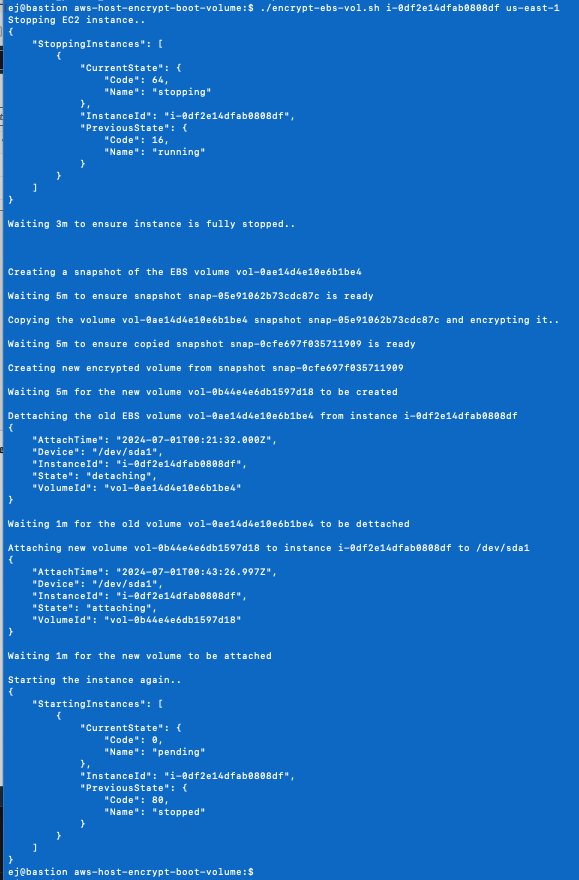 ej@bastion aws-host-encrypt-boot-volume:$ ./encrypt-ebs-vol.sh i-0df2e14dfab0808df us-east-1
Stopping EC2 instance..
{
    "StoppingInstances": [
        {
            "CurrentState": {
                "Code": 64,
                "Name": "stopping"
            },
            "InstanceId": "i-0df2e14dfab0808df",
            "PreviousState": {
                "Code": 16,
                "Name": "running"
            }
        }
    ]
}
Waiting 3m to ensure instance is fully stopped..
Creating a snapshot of the EBS volume vol-0ae14d4e10e6b1be4
Waiting 5m to ensure snapshot snap-05e91062b73cdc87c is ready
Copying the volume vol-0ae14d4e10e6b1be4 snapshot snap-05e91062b73cdc87c and encrypting it..
Waiting 5m to ensure copied snapshot snap-0cfe697f035711909 is ready
Creating new encrypted volume from snapshot snap-0cfe697f035711909
Waiting 5m for the new volume vol-0b44e4e6db1597d18 to be created
Dettaching the old EBS volume vol-0ae14d4e10e6b1be4 from instance i-0df2e14dfab0808df
{
    "AttachTime": "2024-07-01T00:21:32.000Z",
    "Device": "/dev/sda1",
    "InstanceId": "i-0df2e14dfab0808df",
    "State": "detaching",
    "VolumeId": "vol-0ae14d4e10e6b1be4"
}
Waiting 1m for the old volume vol-0ae14d4e10e6b1be4 to be dettached
Attaching new volume vol-0b44e4e6db1597d18 to instance i-0df2e14dfab0808df to /dev/sda1
{
    "AttachTime": "2024-07-01T00:43:26.997Z",
    "Device": "/dev/sda1",
    "InstanceId": "i-0df2e14dfab0808df",
    "State": "attaching",
    "VolumeId": "vol-0b44e4e6db1597d18"
}
Waiting 1m for the new volume to be attached
Starting the instance again..
{
    "StartingInstances": [
        {
            "CurrentState": {
                "Code": 0,
                "Name": "pending"
            },
            "InstanceId": "i-0df2e14dfab0808df",
            "PreviousState": {
                "Code": 80,
                "Name": "stopped"
            }
        }
    ]
}
ej@bastion aws-host-encrypt-boot-volume:$